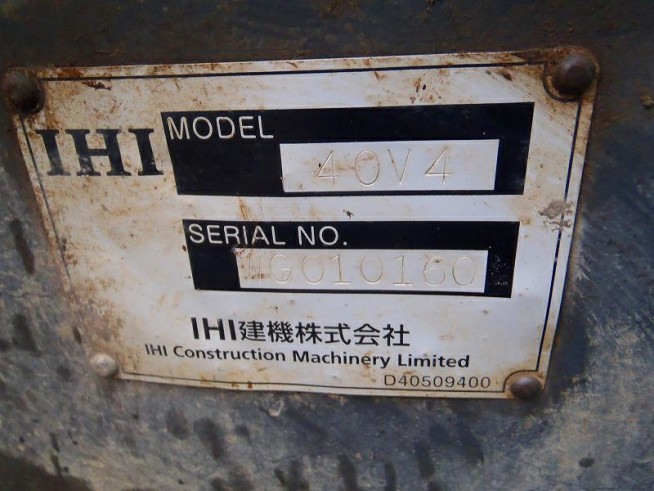 IHI
MODEL
40V4
SERIAL NO.
IHI建機株式会社
IHI Construction Machinery Limited
D40509400